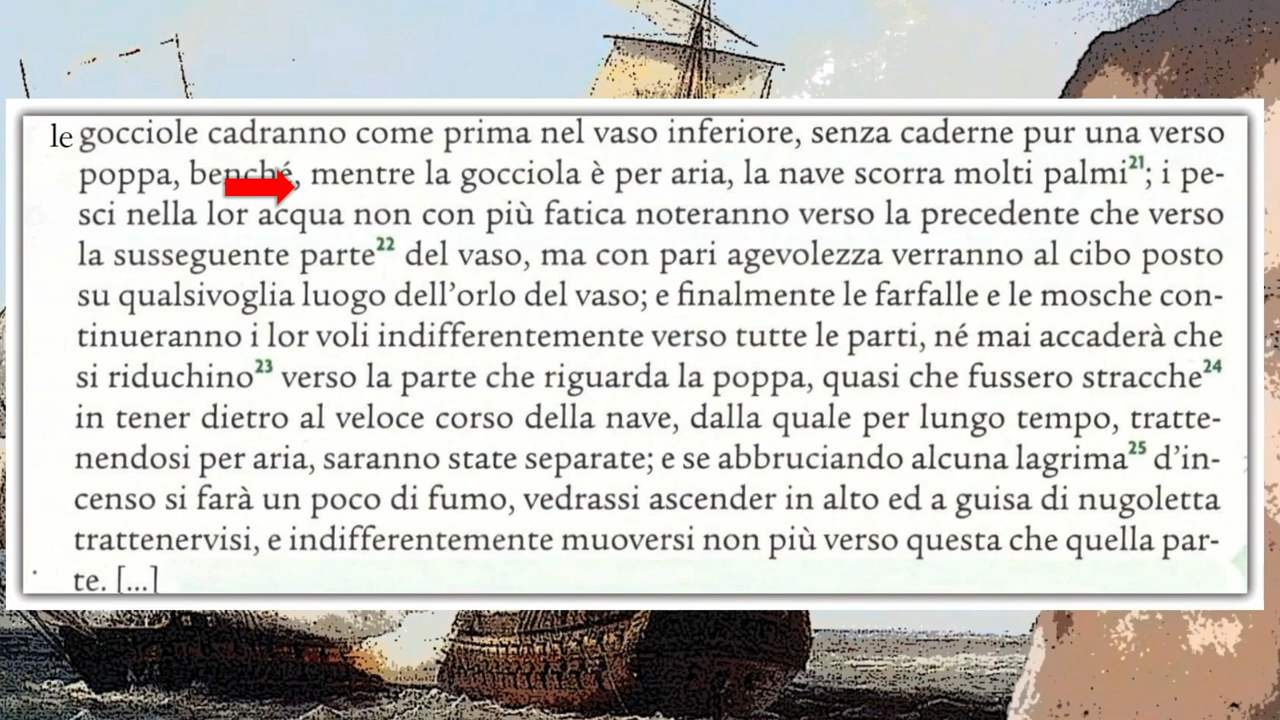 le gocciole cadranno come prima nel vaso inferiore, senza caderne pur una verso
poppa, benché, mentre la gocciola è per aria, la nave scorra molti palmi²¹; i pe-
sci nella lor acqua non con più fatica noteranno verso la precedente che verso
la susseguente parte²² del vaso, ma con pari agevolezza verranno al cibo posto
su qualsivoglia luogo dell’orlo del vaso; e finalmente le farfalle e le mosche con-
tinueranno i lor voli indifferentemente verso tutte le parti, né mai accaderà che
si riduchino²³ verso la parte che riguarda la poppa, quasi che fussero stracche²⁴
in tener dietro al veloce corso della nave, dalla quale per lungo tempo, tratte-
nendosi per aria, saranno state separate; e se abbruciando alcuna lagrima²⁵ d’in-
censo si farà un poco di fumo, vedrassi ascender in alto ed a guisa di nugoletta
trattenervisi, e indifferentemente muoversi non più verso questa che quella par-
te. [...]